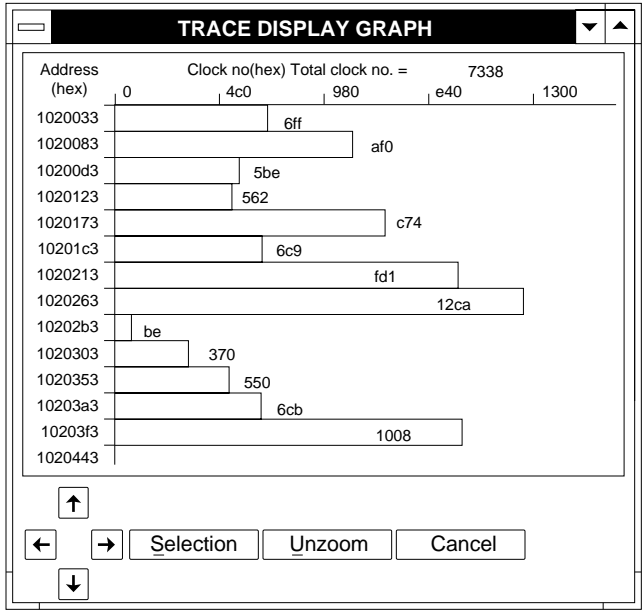 TRACE DISPLAY GRAPH
Address Clock no(hex) Total clock no. = 7338
(hex) 0 4c0 980 e40 1300
1020033 6ff
1020083 af0
10200d3 5be
1020123 562
1020173 c74
10201c3 6c9
1020213 fd1
1020263 12ca
10202b3 be
1020303 370
1020353 550
10203a3 6cb
10203f3 1008
1020443
Selection Unzoom Cancel